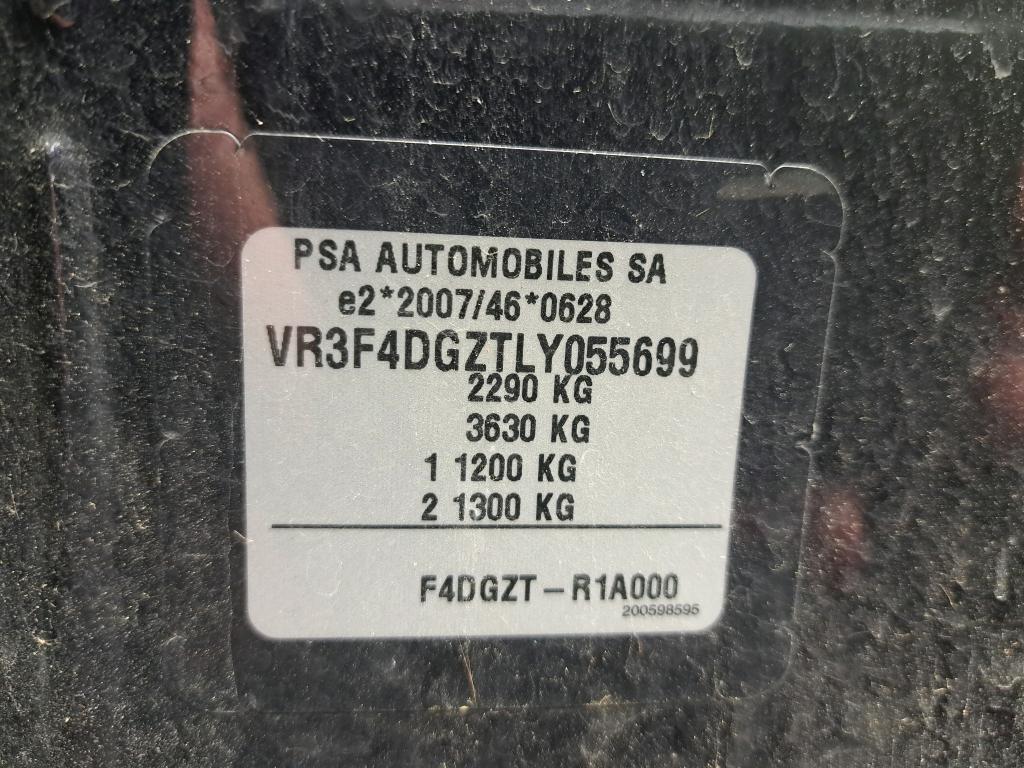 PSA AUTOMOBILES SA
e2*2007/46*0628
VR3F4DGZTLY055699
2290 KG
3630 KG
1 1200 KG
2 1300 KG
F4DGZT – R1A000
200598595